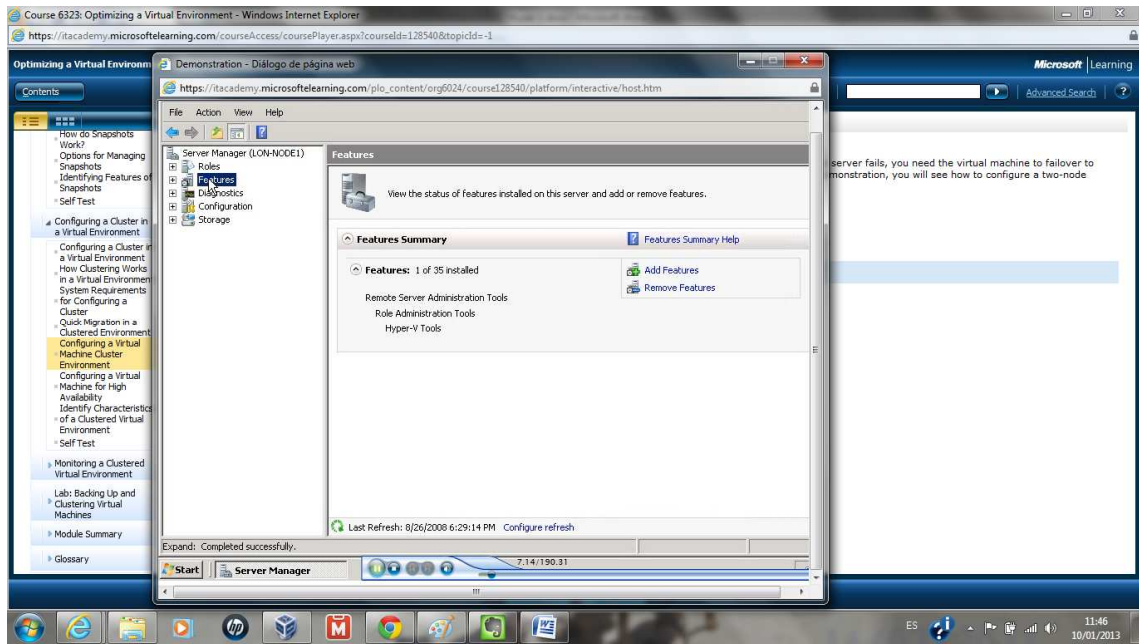 Course 6323: Optimizing a Virtual Environment - Windows Internet Explorer
https://itacademy.microsoftelearning.com/courseAccess/coursePlayer.aspx?courseId=128540&topicId=-1
Optimizing a Virtual Environm
Microsoft Learning
Contents
Advanced Search
?
How do Snapshots
Work?
Options for Managing
Snapshots
Identifying Features of
Snapshots
Self Test
Configuring a Cluster in
a Virtual Environment
Configuring a Cluster in
a Virtual Environment
How Clustering Works
in a Virtual Environment
System Requirements
for Configuring a
Cluster
Quick Migration in a
Clustered Environment
Configuring a Virtual
Machine Cluster
Environment
Configuring a Virtual
Machine for High
Availability
Identify Characteristics
of a Clustered Virtual
Environment
Self Test
Monitoring a Clustered
Virtual Environment
Lab: Backing Up and
Clustering Virtual
Machines
Module Summary
Glossary
Demonstration - Diálogo de página web
https://itacademy.microsoftelearning.com/plo_content/org6024/course128540/platform/interactive/host.htm
File Action View Help
Server Manager (LON-NODE1)
Roles
Features
Diagnostics
Configuration
Storage
Features
View the status of features installed on this server and add or remove features.
Features Summary
Features Summary Help
Features: 1 of 35 installed
Add Features
Remove Features
Remote Server Administration Tools
Role Administration Tools
Hyper-V Tools
Last Refresh: 8/26/2008 6:29:14 PM Configure refresh
Expand: Completed successfully.
Start Server Manager
7.14/190.31
server fails, you need the virtual machine to failover to
monstration, you will see how to configure a two-node
ES
11:46
10/01/2013